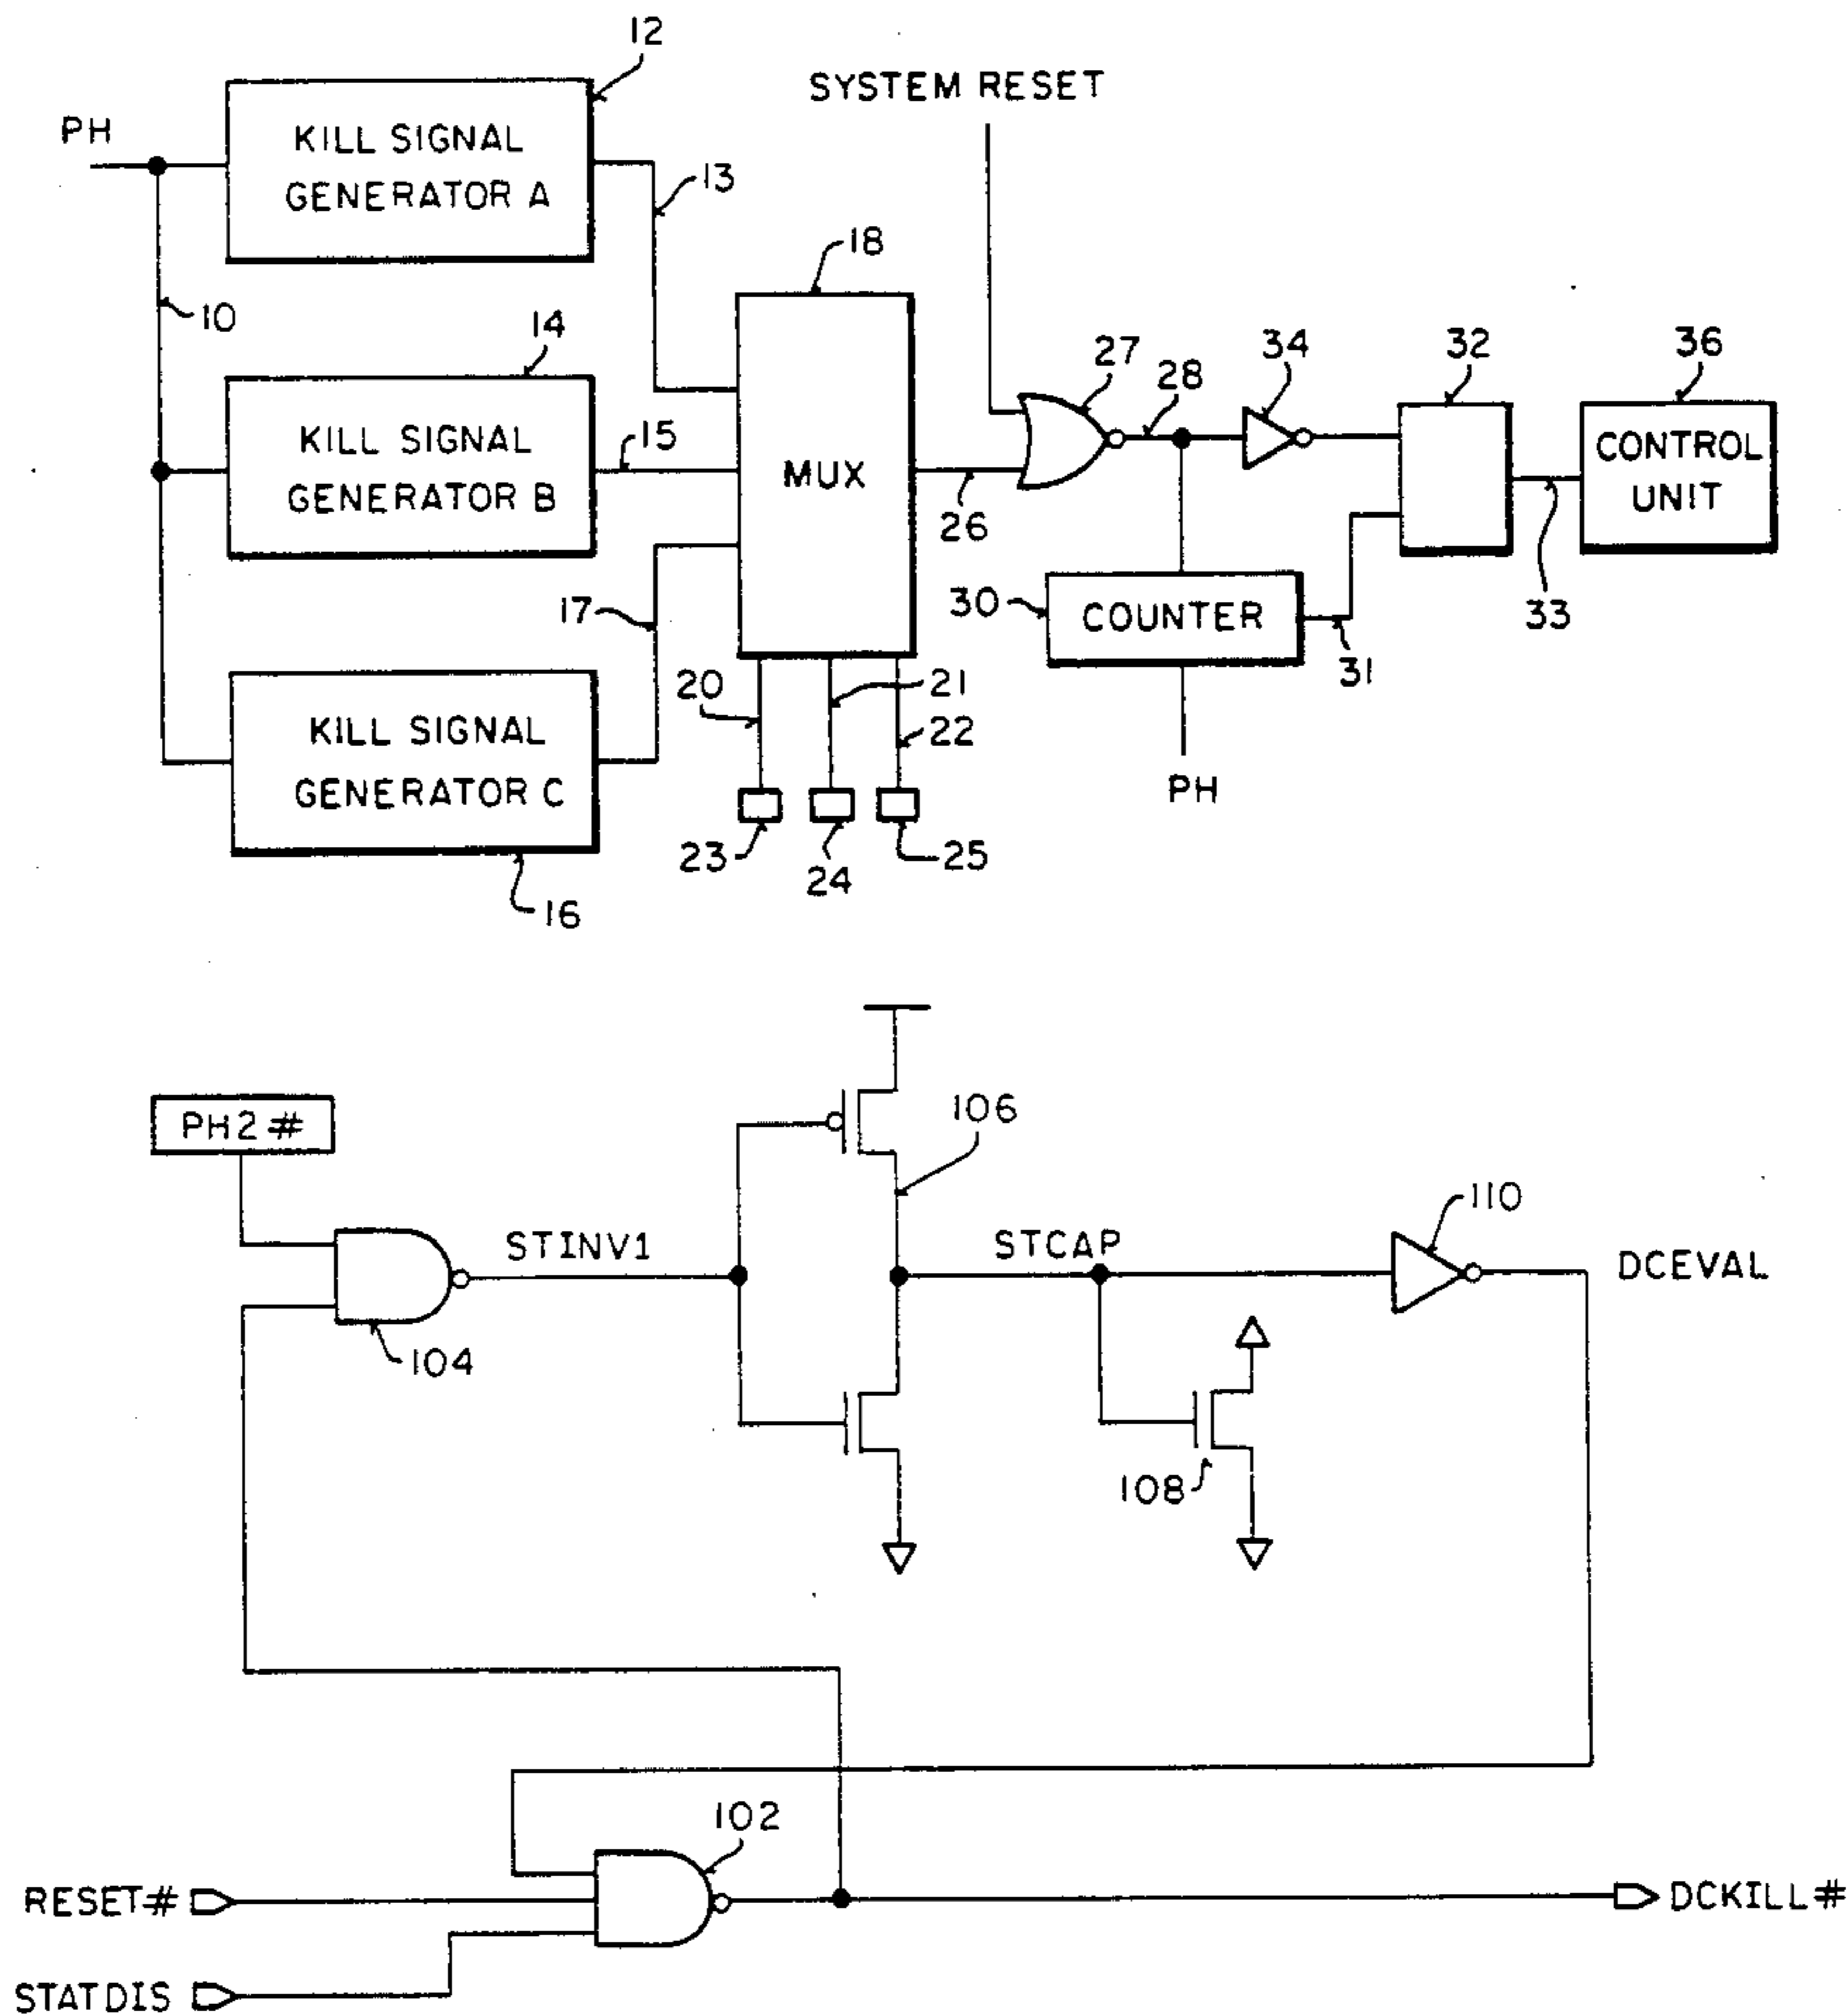 12
SYSTEM RESET
PH
KILL SIGNAL
GENERATOR A
13
18
10
14
27
34
32
36
28
KILL SIGNAL
GENERATOR B
15
MUX
CONTROL
UNIT
26
17
30
COUNTER
33
31
20
21
22
KILL SIGNAL
GENERATOR C
PH
23
24
25
16
PH2#
106
110
STINV1
STCAP
DCEVAL
104
108
102
RESET#
DCKILL#
STATDIS